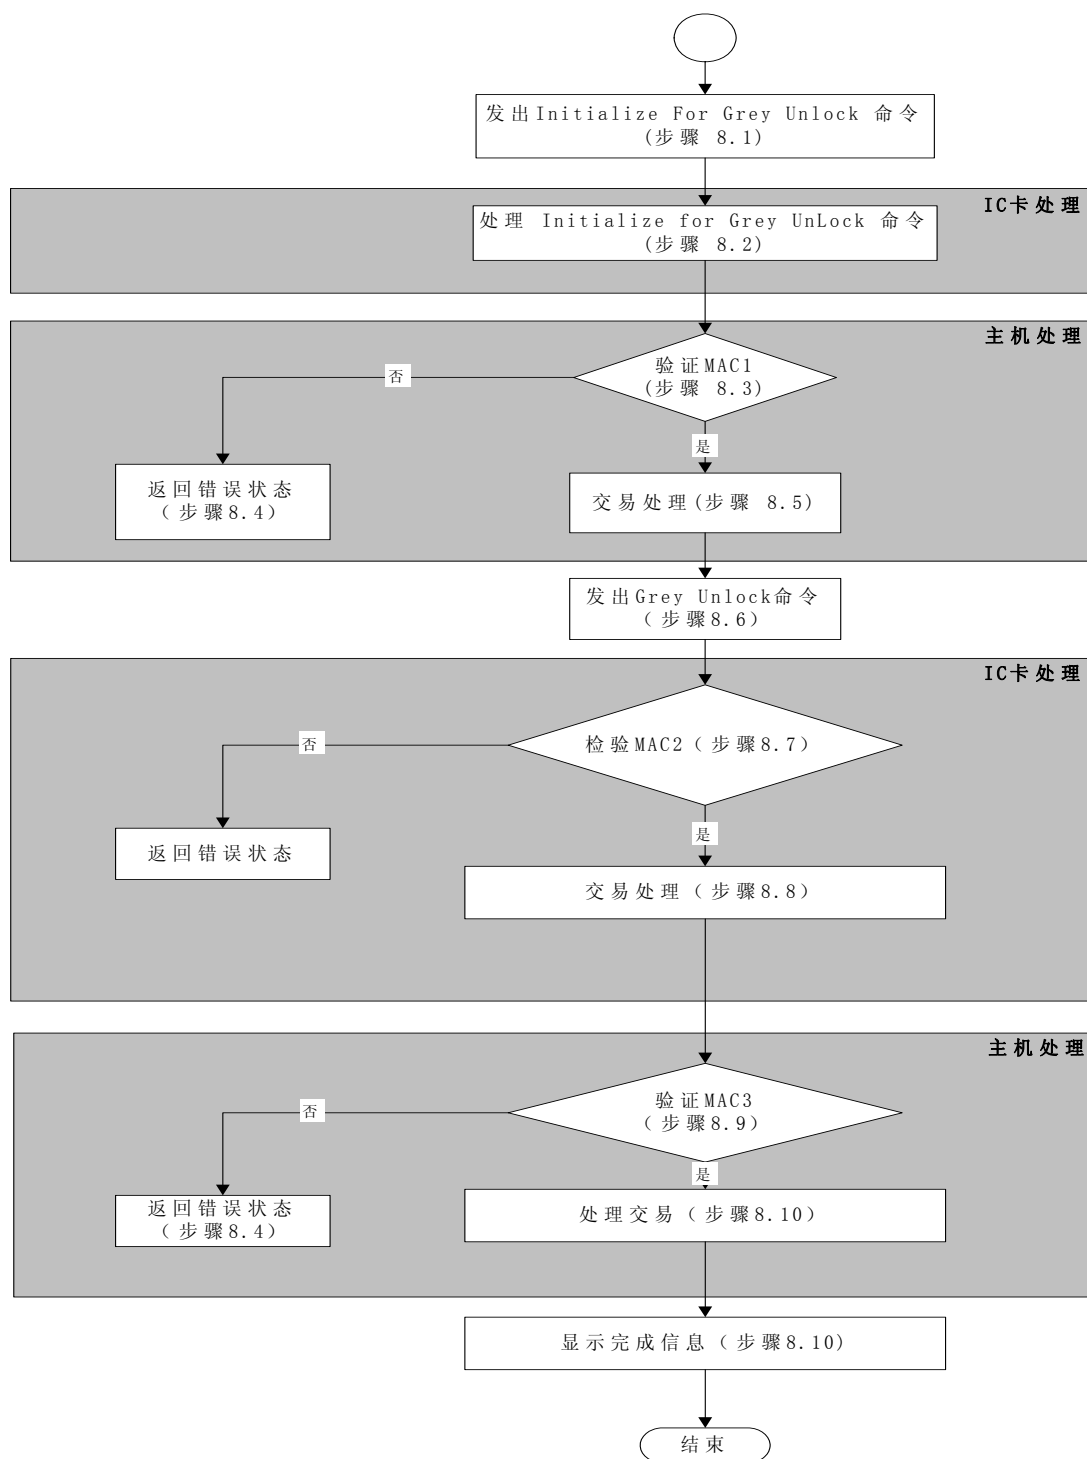 发出Initialize For Grey Unlock 命令
(步骤 8.1)
IC卡处理
处理 Initialize for Grey UnLock 命令
(步骤 8.2)
主机处理
验证MAC1
(步骤 8.3)
否
是
返回错误状态
（步骤8.4）
交易处理(步骤 8.5)
发出Grey Unlock命令
（步骤8.6）
IC卡处理
检验MAC2（步骤8.7）
否
是
返回错误状态
交易处理（步骤8.8）
主机处理
验证MAC3
（步骤8.9）
否
是
返回错误状态
（步骤8.4）
处理交易（步骤8.10）
显示完成信息（步骤8.10)
结束